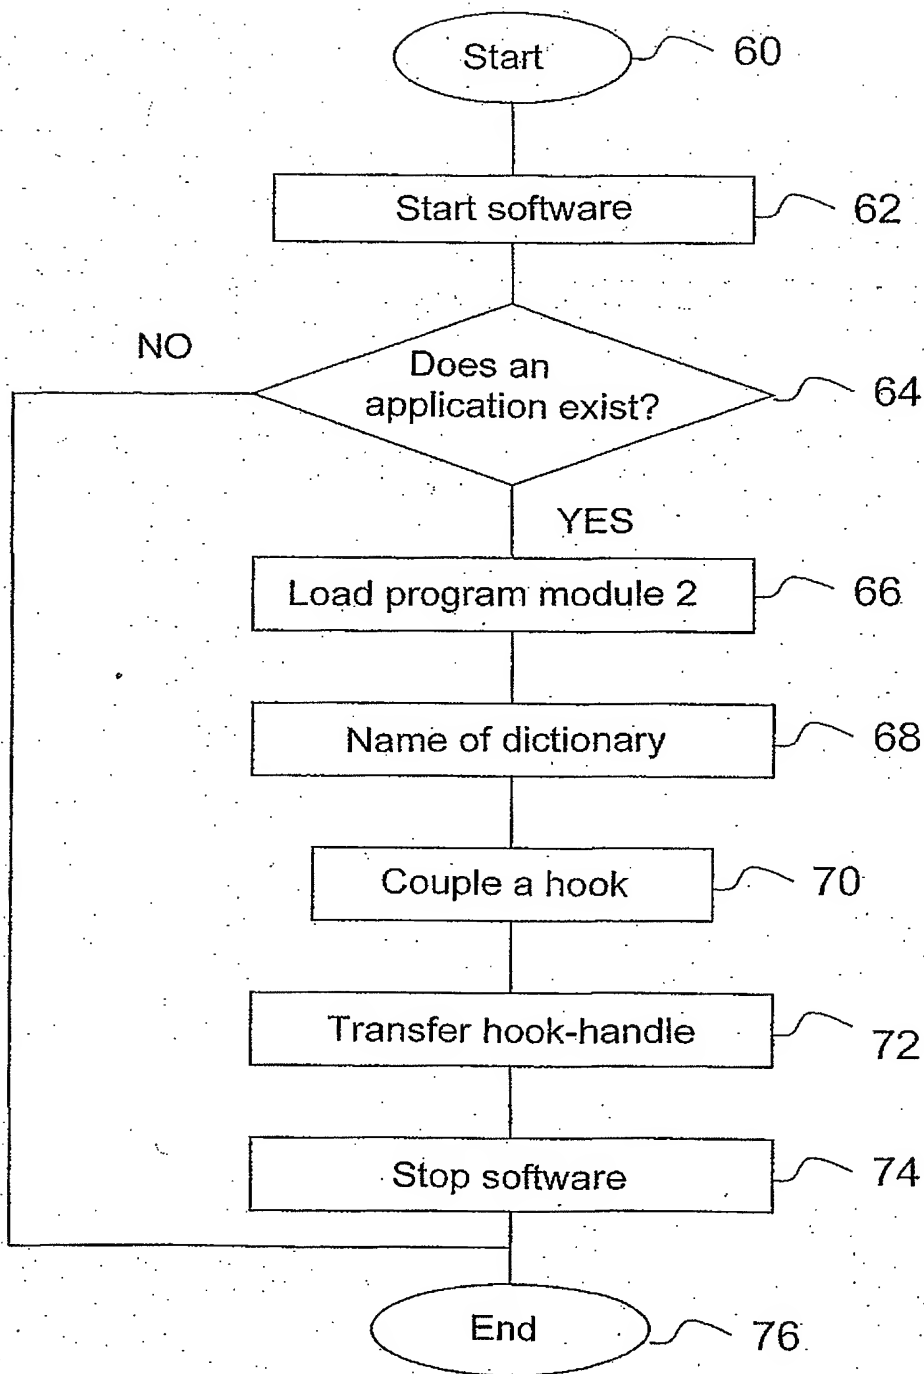 Start
60
Start software
62
NO
Does an
application exist?
64
YES
Load program module 2
66
Name of dictionary
68
Couple a hook
70
Transfer hook-handle
72
Stop software
74
End
76